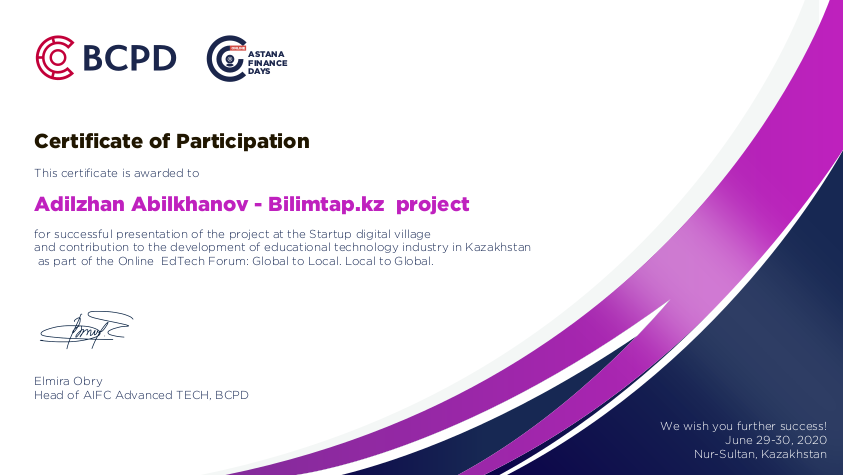 BCPD
ONLINE
ASTANA
FINANCE
DAYS
Certificate of Participation
This certificate is awarded to
Adilzhan Abilkhanov - Bilimtap.kz project
for successful presentation of the project at the Startup digital village
and contribution to the development of educational technology industry in Kazakhstan
as part of the Online EdTech Forum: Global to Local. Local to Global.
Elmira Obry
Head of AIFC Advanced TECH, BCPD
We wish you further success!
June 29-30, 2020
Nur-Sultan, Kazakhstan